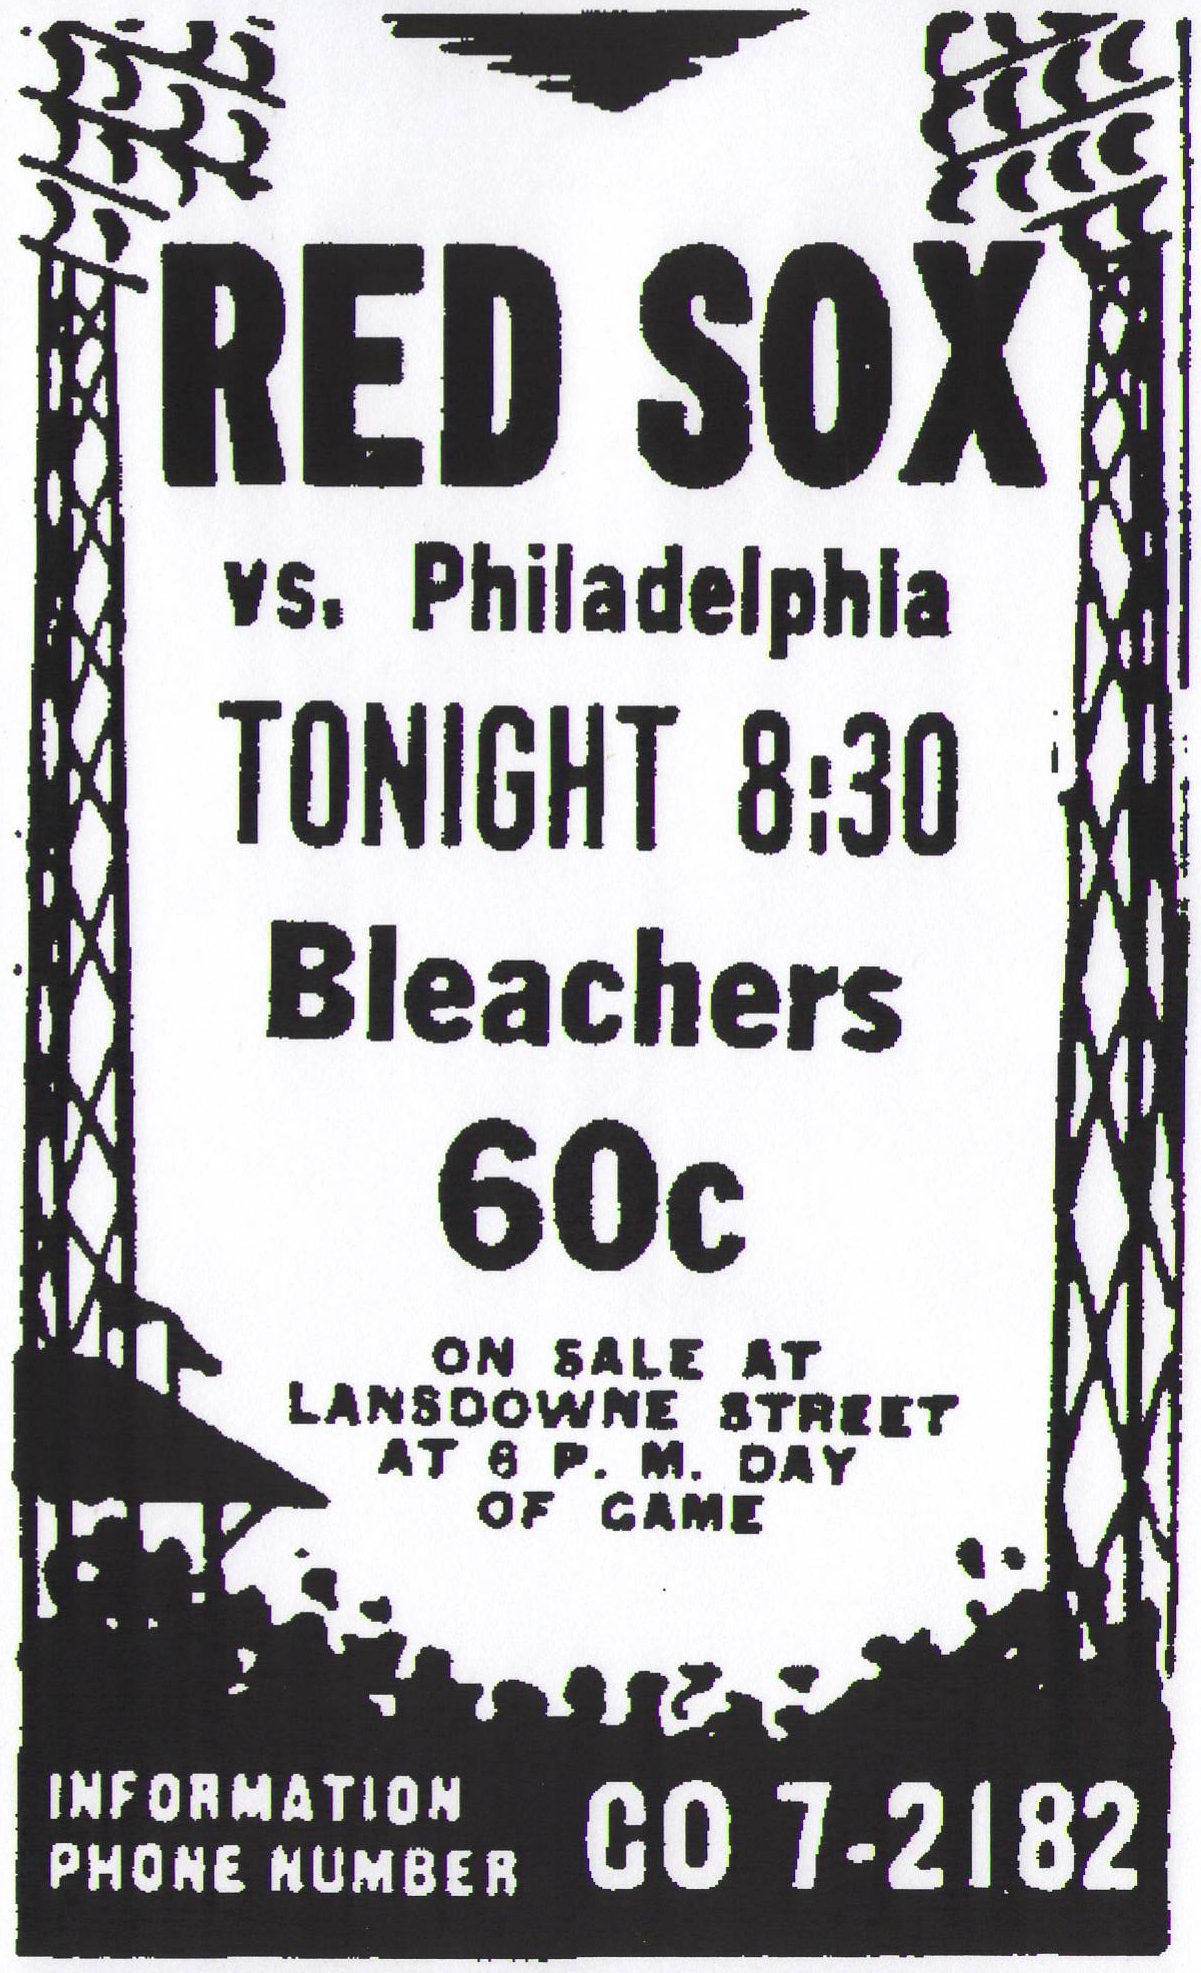 RED SOX
vs. Philadelphia
TONIGHT 8:30
Bleachers
60c
ON SALE AT
LANSDOWNE STREET
AT 6 P. M. DAY
OF GAME
INFORMATION
PHONE NUMBER
CO 7-2182